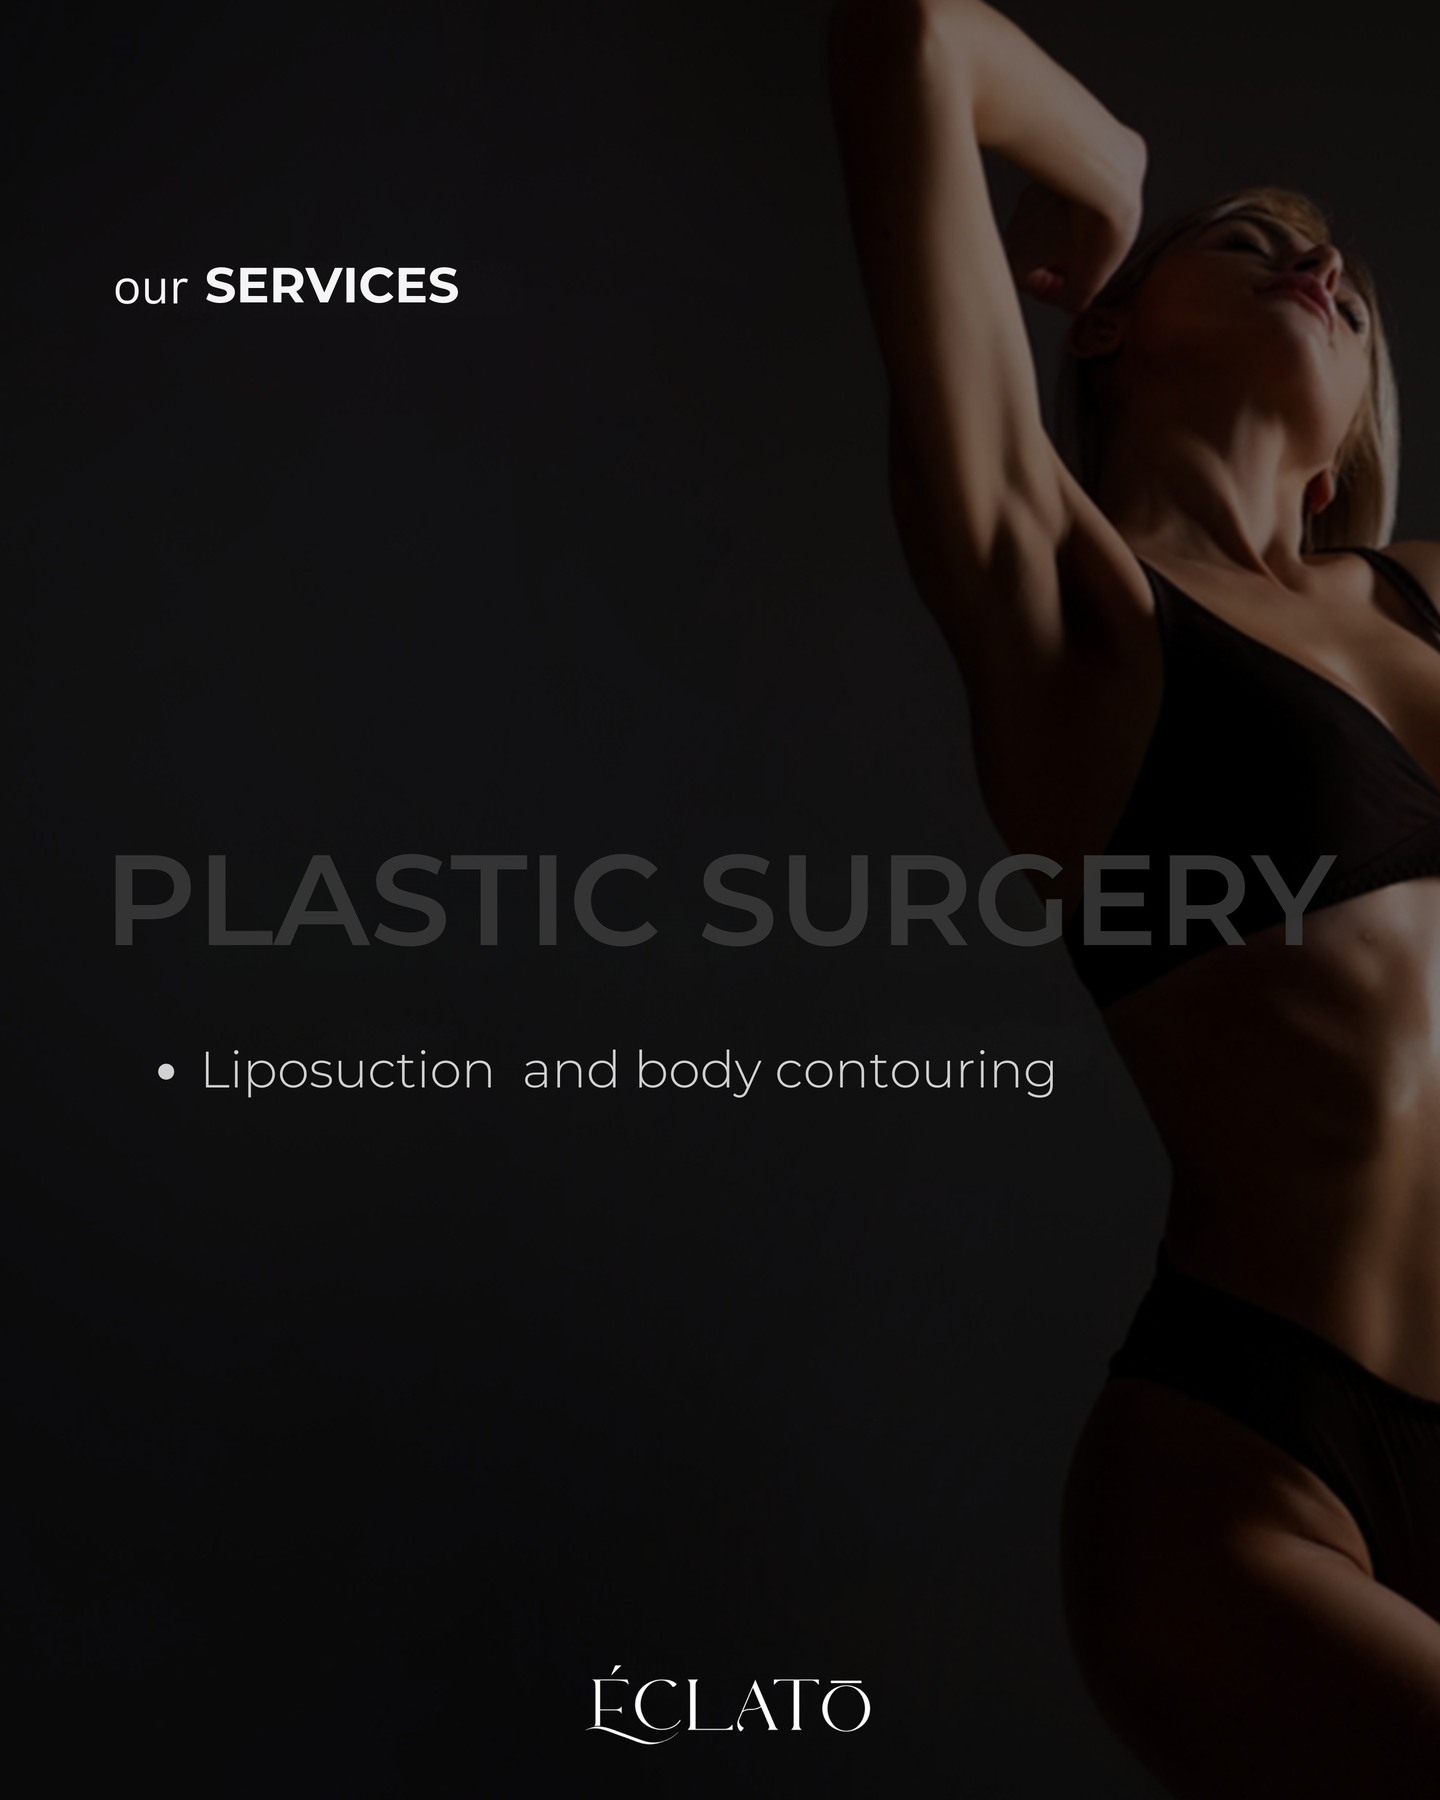 our SERVICES
PLASTIC SURGERY
• Liposuction  and body contouring
ÉCLATŌ